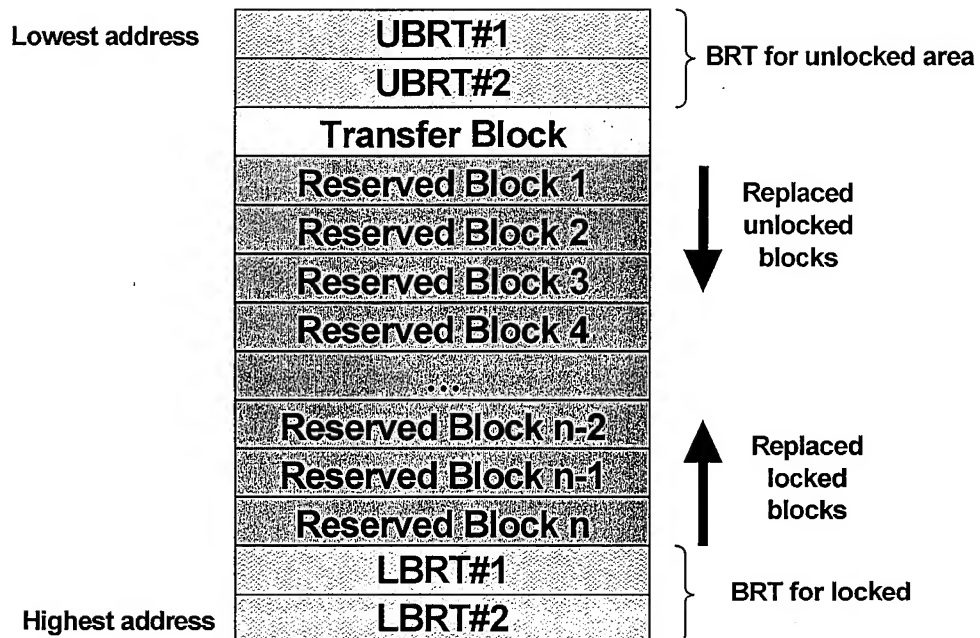 Lowest address
UBRT#1
UBRT#2
BRT for unlocked area
Transfer Block
Reserved Block 1
Reserved Block 2
Reserved Block 3
Reserved Block 4
...
Replaced
unlocked
blocks
Reserved Block n-2
Reserved Block n-1
Reserved Block n
Replaced
locked
blocks
LBRT#1
LBRT#2
BRT for locked
Highest address